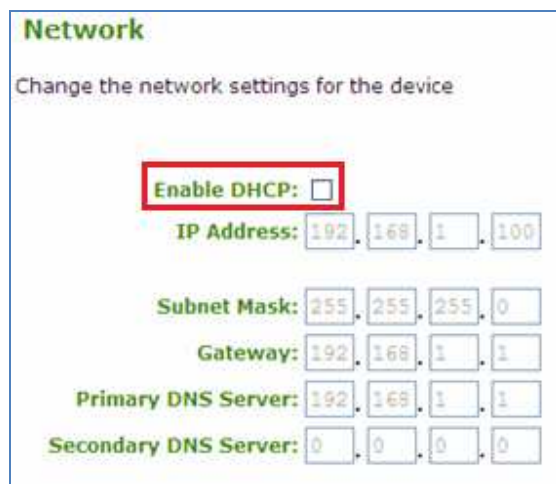 Network
Change the network settings for the device
Enable DHCP:
IP Address: 192 . 168 . 1 . 100
Subnet Mask: 255 . 255 . 255 . 0
Gateway: 192 . 168 . 1 . 1
Primary DNS Server: 192 . 168 . 1 . 1
Secondary DNS Server: 0 . 0 . 0 . 0